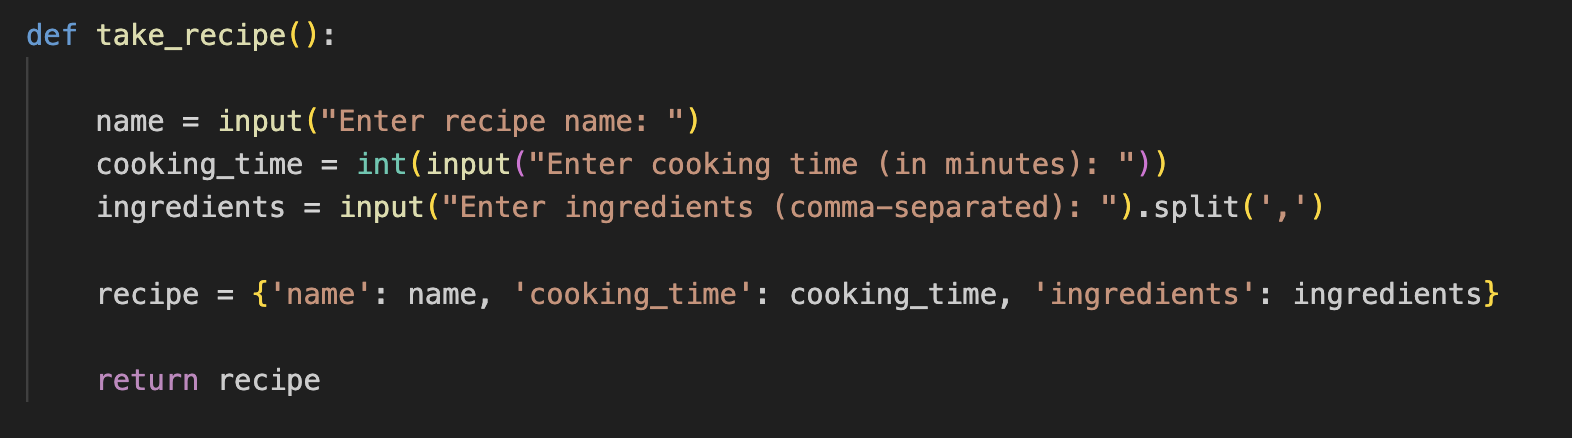 def take_recipe():
name = input("Enter recipe name: ")
cooking_time = int(input("Enter cooking time (in minutes): "))
ingredients = input("Enter ingredients (comma-separated): ").split(',')
recipe = {'name': name, 'cooking_time': cooking_time, 'ingredients': ingredients}
return recipe